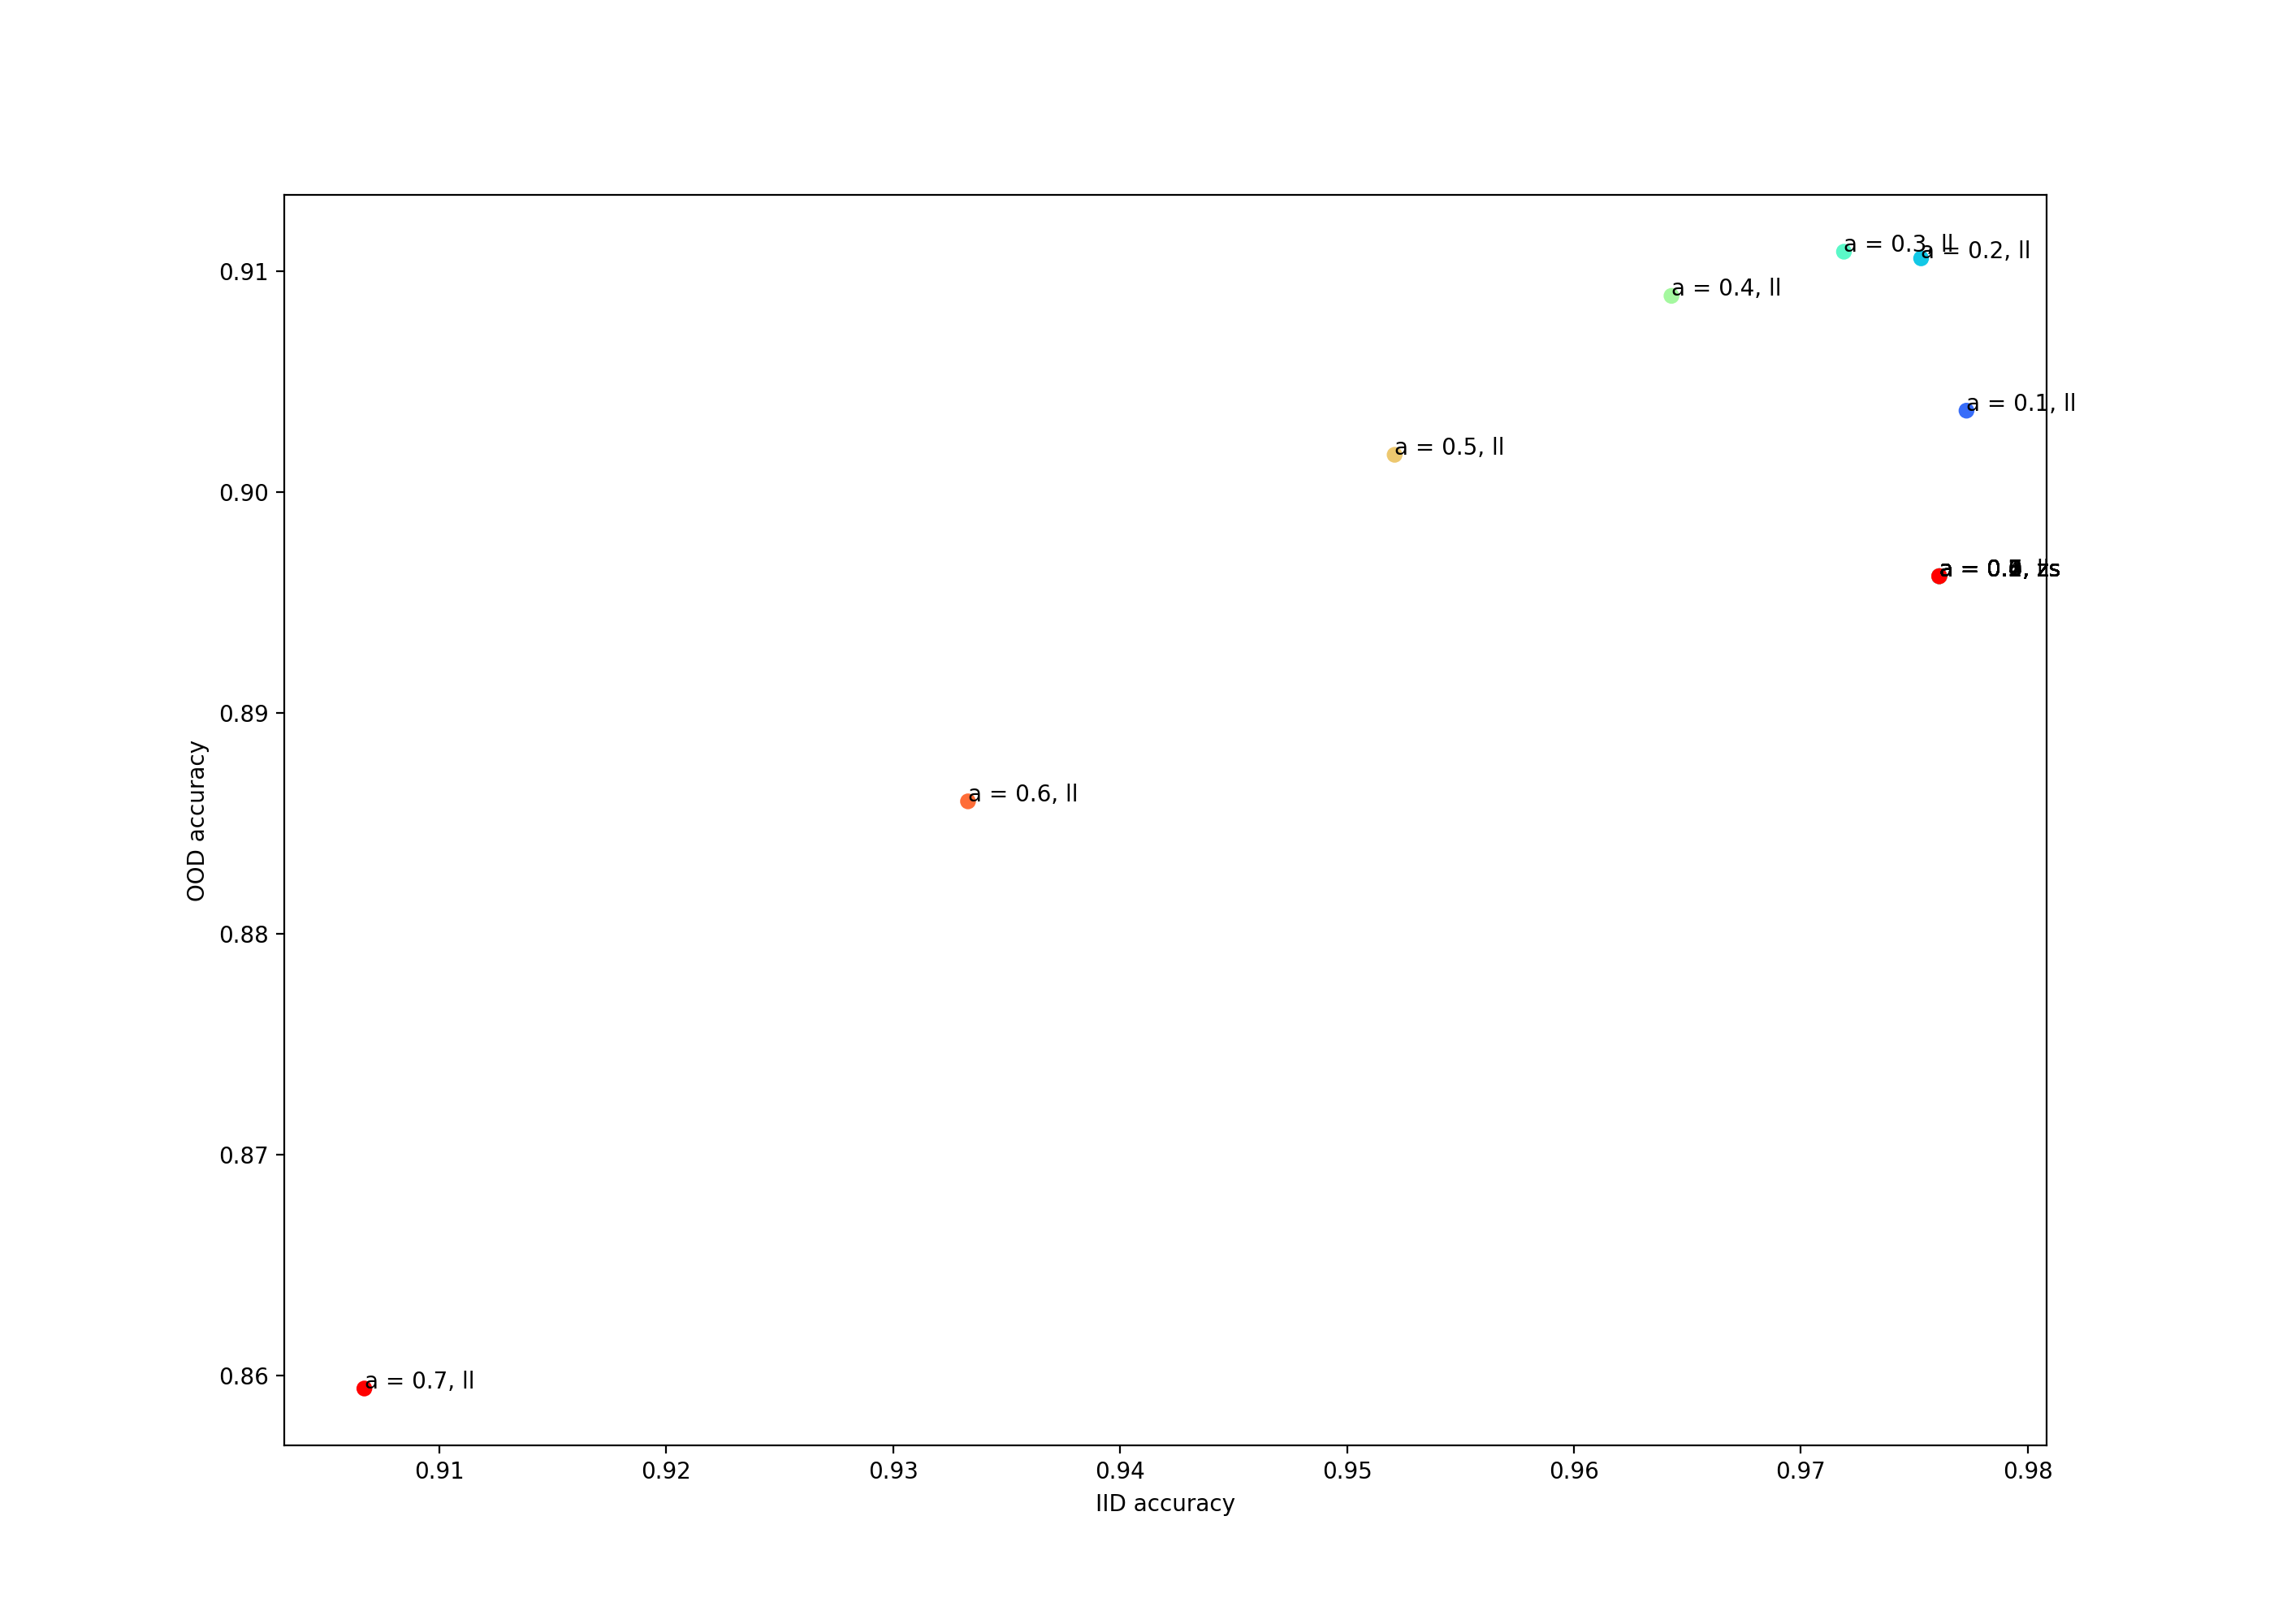 a = 0.3, ll
a = 0.2, ll
0.91
a = 0.4, ll
a = 0.1, ll
a = 0.5, ll
0.90
a = 0.
0.89
OOD accuracy
a = 0.6, ll
0.88
0.87
0.86
a = 0.7, ll
0.91
0.92
0.93
0.94
0.95
0.96
0.97
0.98
IID accuracy